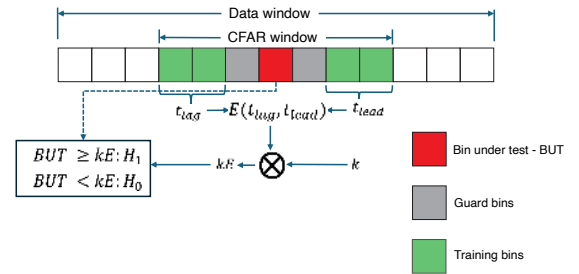 Data window
CFAR window
t_lag E(t_lag, t_lead) t_lead
BUT ≥ kE: H_1
BUT < kE: H_0
kE
k
Bin under test - BUT
Guard bins
Training bins